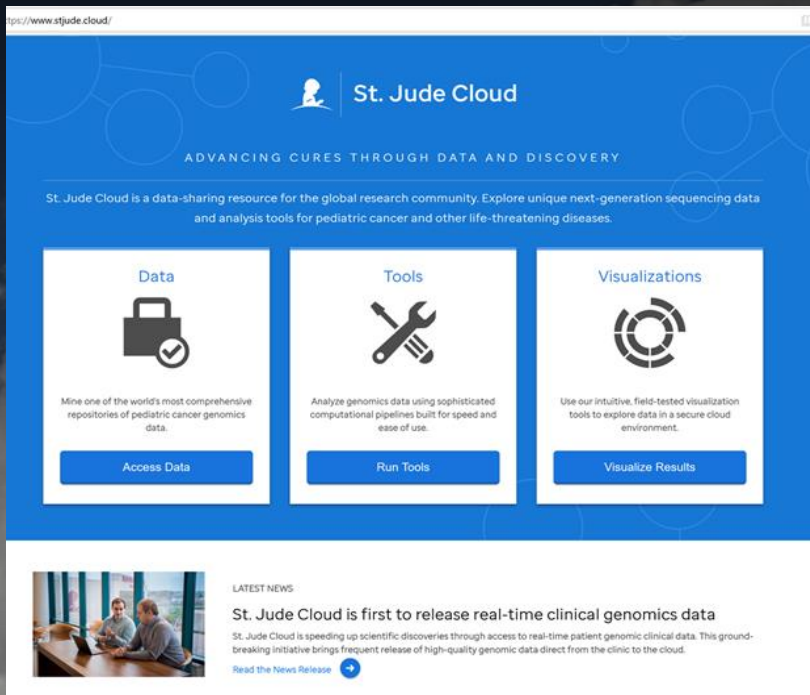 ttps://www.stjude.cloud/
St. Jude Cloud
ADVANCING CURES THROUGH DATA AND DISCOVERY
St. Jude Cloud is a data-sharing resource for the global research community. Explore unique next-generation sequencing data
and analysis tools for pediatric cancer and other life-threatening diseases.
Data
Mine one of the world's most comprehensive
repositories of pediatric cancer genomics
data.
Access Data
Tools
Analyze genomics data using sophisticated
computational pipelines built for speed and
ease of use.
Run Tools
Visualizations
Use our intuitive, field-tested visualization
tools to explore data in a secure cloud
environment.
Visualize Results
LATEST NEWS
St. Jude Cloud is first to release real-time clinical genomics data
St. Jude Cloud is speeding up scientific discoveries through access to real-time patient genomic clinical data. This ground-
breaking initiative brings frequent release of high-quality genomic data direct from the clinic to the cloud.
Read the News Release